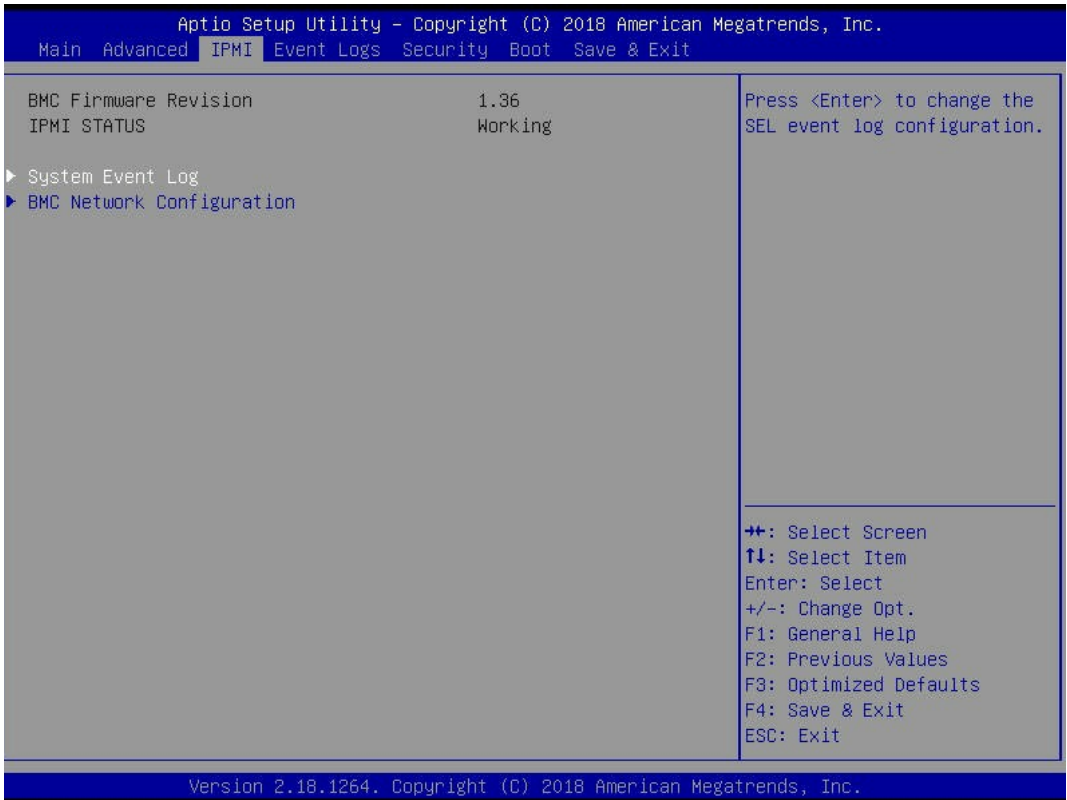 Aptio Setup Utility – Copyright (C) 2018 American Megatrends, Inc.
Main Advanced IPMI Event Logs Security Boot Save & Exit
BMC Firmware Revision 1.36
IPMI STATUS Working
System Event Log
BMC Network Configuration
Press <Enter> to change the
SEL event log configuration.
→←: Select Screen
↑↓: Select Item
Enter: Select
+/-: Change Opt.
F1: General Help
F2: Previous Values
F3: Optimized Defaults
F4: Save & Exit
ESC: Exit
Version 2.18.1264. Copyright (C) 2018 American Megatrends, Inc.